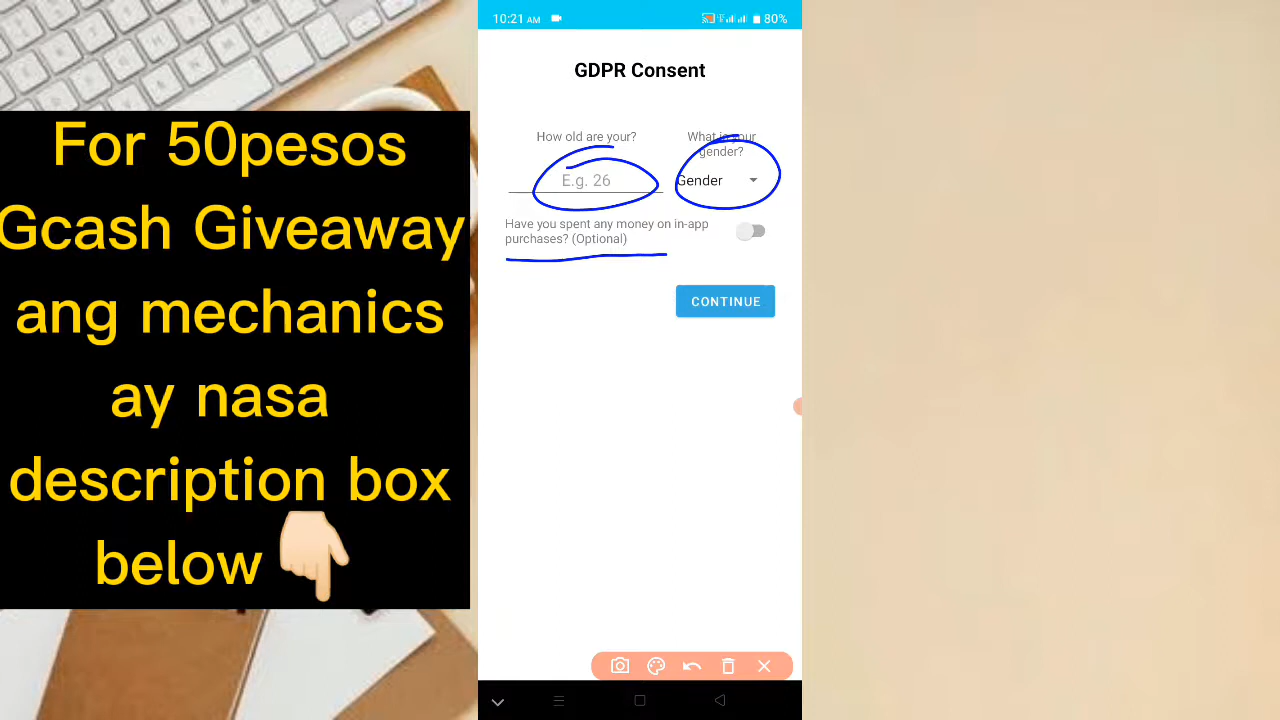 For 50pesos
Gcash Giveaway
ang mechanics
ay nasa
description box
below
10:21 AM
80%
GDPR Consent
How old are your?
E.g. 26
What is your
gender?
Gender
Have you spent any money on in-app
purchases? (Optional)
CONTINUE